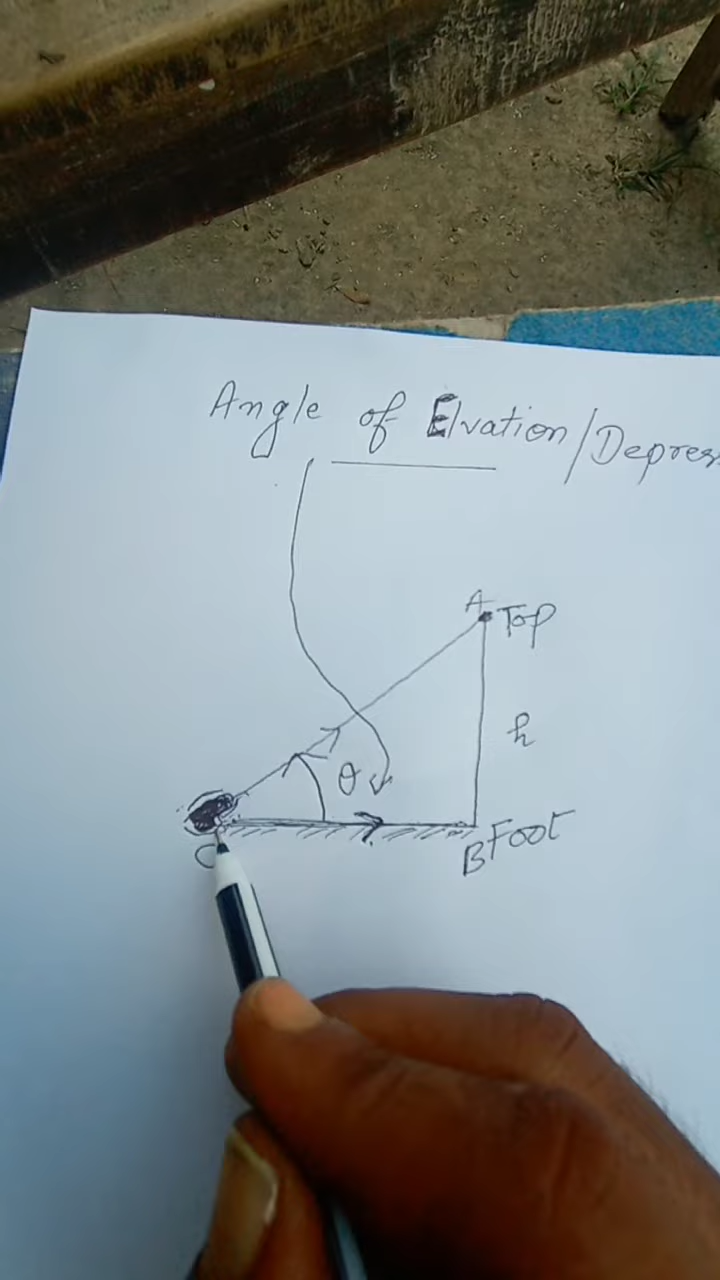 Angle of Elvation/Depres
A Top
h
θ
C
B Foot